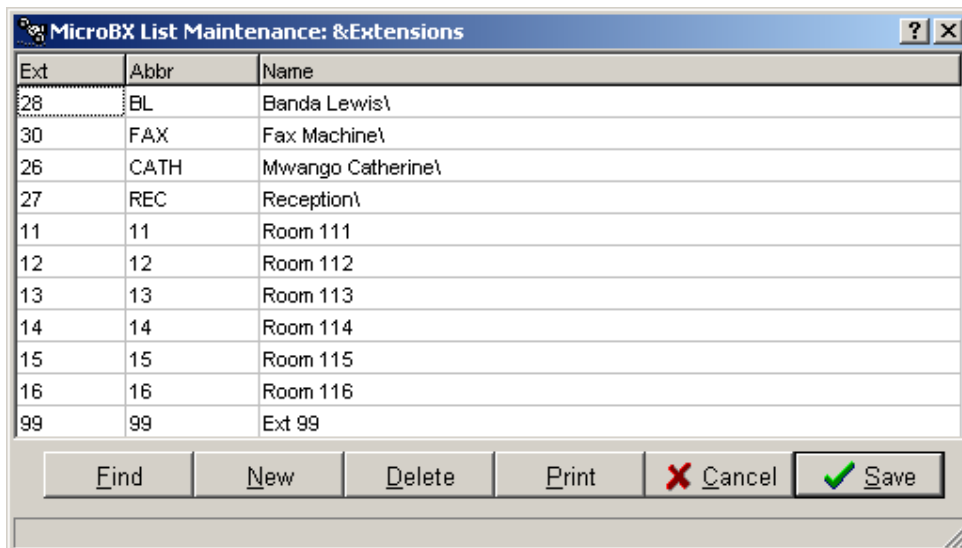 MicroBX List Maintenance: &Extensions ? X
Ext Abbr Name
28 BL Banda Lewis\
30 FAX Fax Machine\
26 CATH Mwango Catherine\
27 REC Reception\
11 11 Room 111
12 12 Room 112
13 13 Room 113
14 14 Room 114
15 15 Room 115
16 16 Room 116
99 99 Ext 99
Find New Delete Print Cancel Save